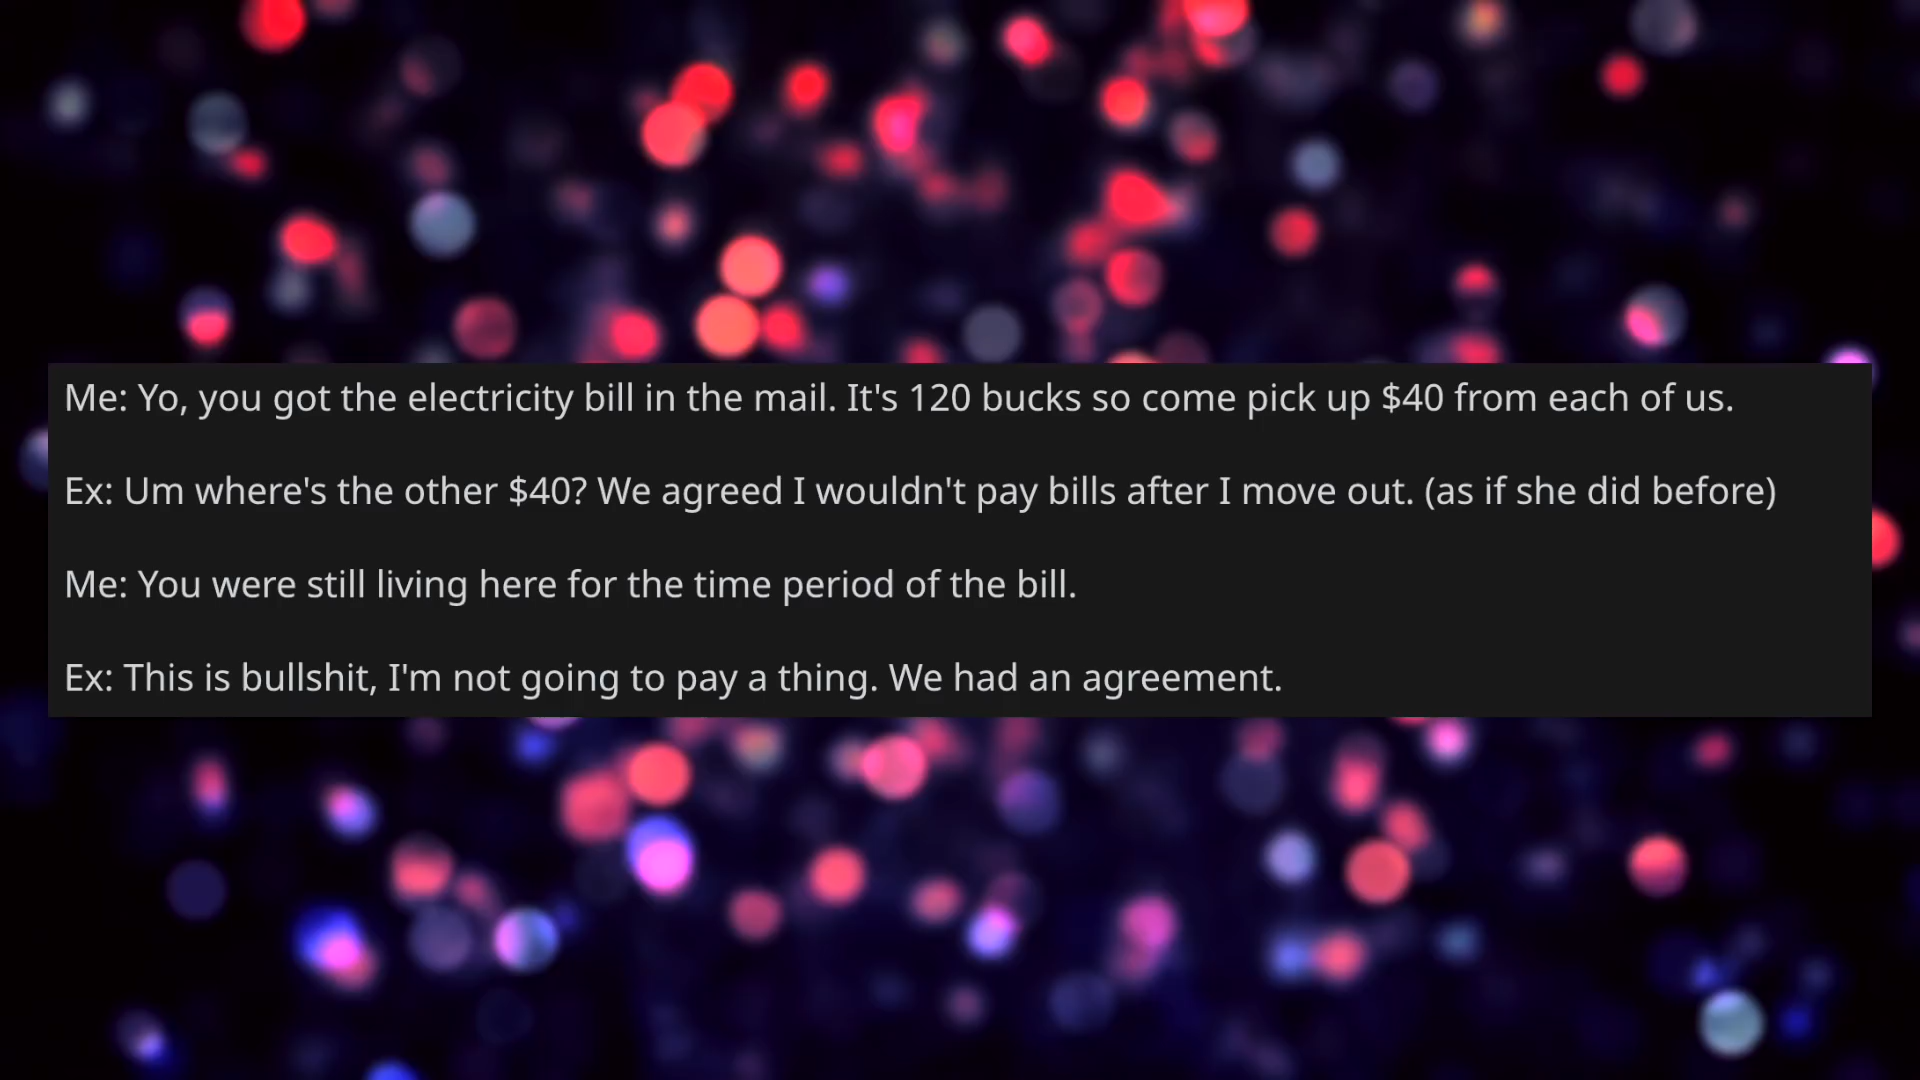 Me: Yo, you got the electricity bill in the mail. It's 120 bucks so come pick up $40 from each of us.
Ex: Um where's the other $40? We agreed I wouldn't pay bills after I move out. (as if she did before)
Me: You were still living here for the time period of the bill.
Ex: This is bullshit, I'm not going to pay a thing. We had an agreement.